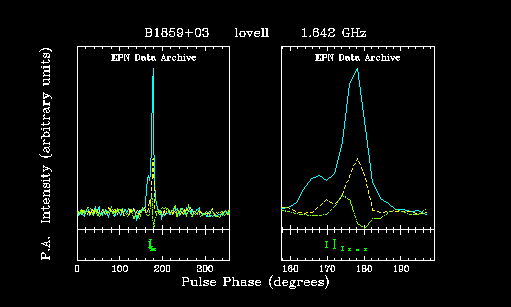 B1859+03 lovell 1.642 GHz
EPN Data Archive EPN Data Archive
P.A. Intensity (arbitrary units)
0 100 200 300 160 170 180 190
Pulse Phase (degrees)